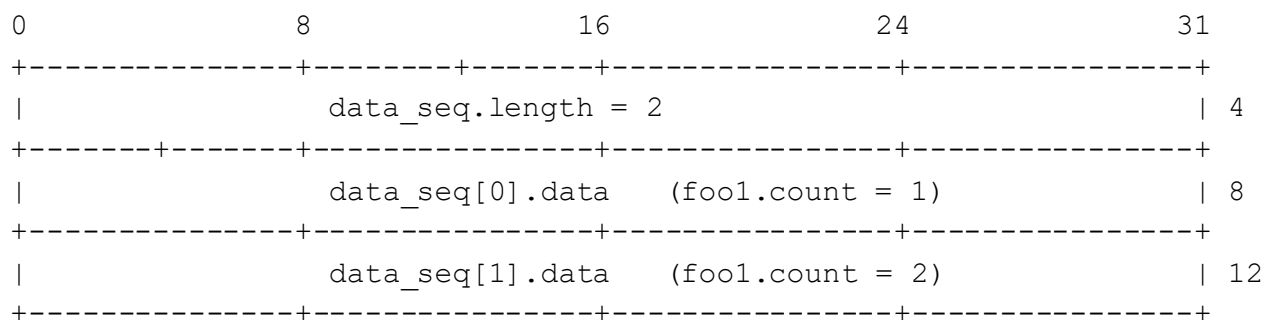 0               8               16              24              31
+---------------+--------+-------+---------------+---------------+
|                 data_seq.length = 2                            | 4
+-------+-------+---------------+---------------+---------------+
|                 data_seq[0].data   (foo1.count = 1)            | 8
+---------------+---------------+---------------+---------------+
|                 data_seq[1].data   (foo1.count = 2)            | 12
+---------------+---------------+---------------+---------------+